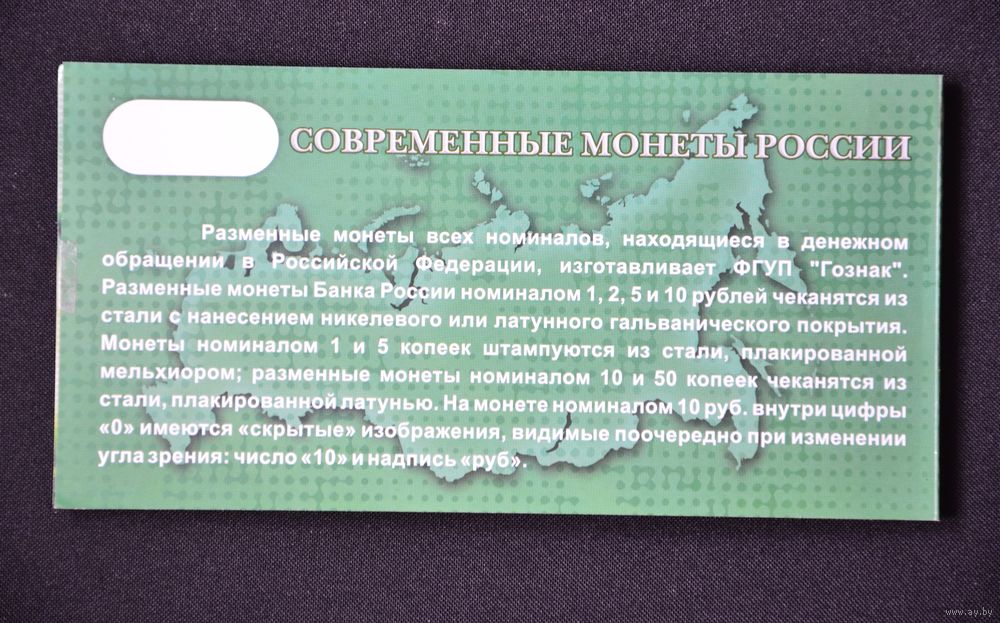 СОВРЕМЕННЫЕ МОНЕТЫ РОССИИ
Разменные монеты всех номиналов, находящиеся в денежном
обращении в Российской Федерации, изготавливает ФГУП "Гознак".
Разменные монеты Банка России номиналом 1, 2, 5 и 10 рублей чеканятся из
стали с нанесением никелевого или латунного гальванического покрытия.
Монеты номиналом 1 и 5 копеек штампуются из стали, плакированной
мельхиором; разменные монеты номиналом 10 и 50 копеек чеканятся из
стали, плакированной латунью. На монете номиналом 10 руб. внутри цифры
«0» имеются «скрытые» изображения, видимые поочередно при изменении
угла зрения: число «10» и надпись «руб».
www.ay.by